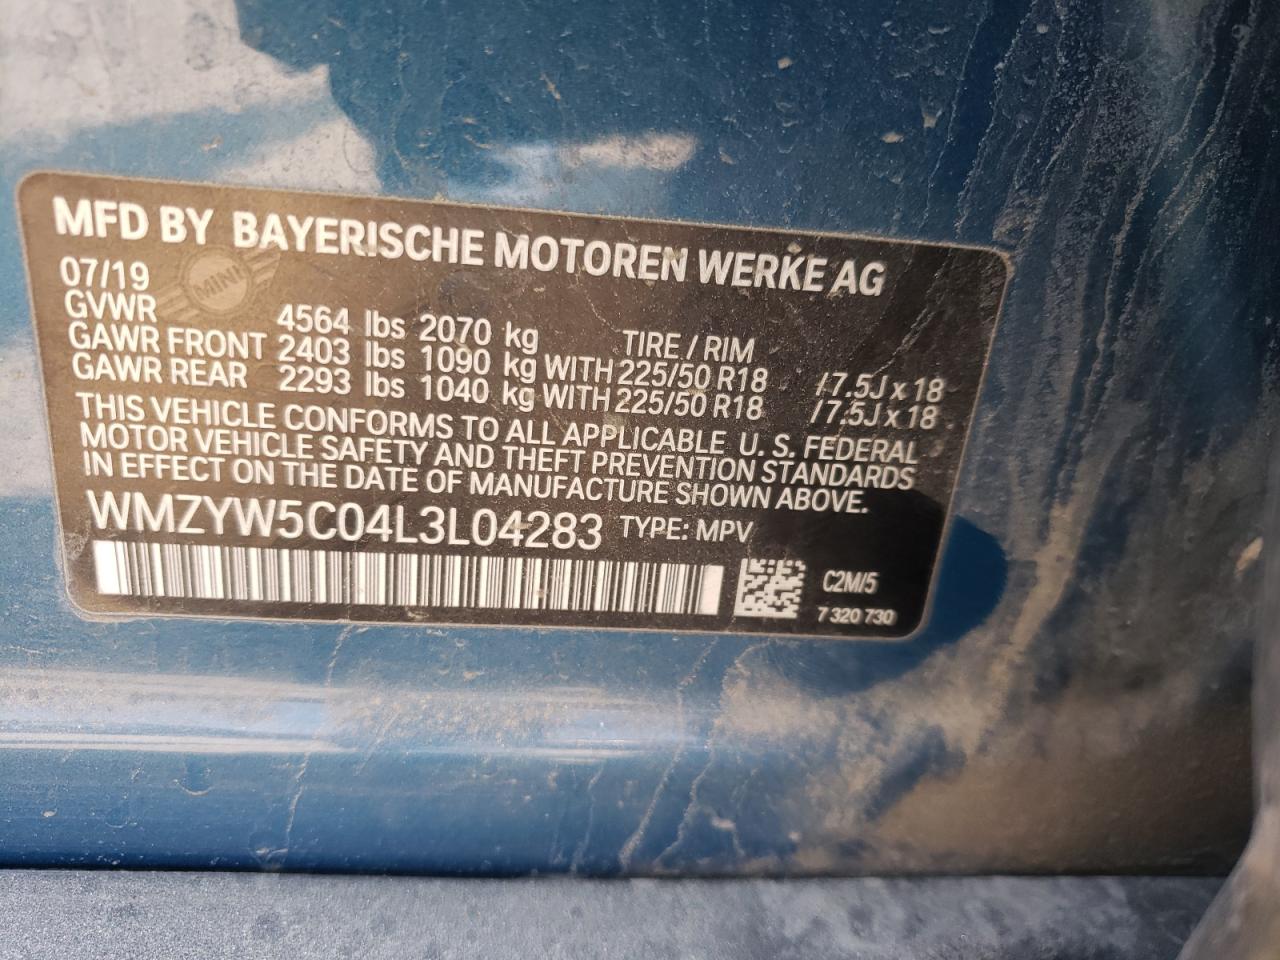 MFD BY BAYERISCHE MOTOREN WERKE AG
07/19 MINI
GVWR 4564 lbs 2070 kg TIRE / RIM
GAWR FRONT 2403 lbs 1090 kg WITH 225/50 R18 /7.5J x 18
GAWR REAR 2293 lbs 1040 kg WITH 225/50 R18 /7.5J x 18
THIS VEHICLE CONFORMS TO ALL APPLICABLE U. S. FEDERAL
MOTOR VEHICLE SAFETY AND THEFT PREVENTION STANDARDS
IN EFFECT ON THE DATE OF MANUFACTURE SHOWN ABOVE.
WMZYW5C04L3L04283 TYPE: MPV
C2M/5
7 320 730